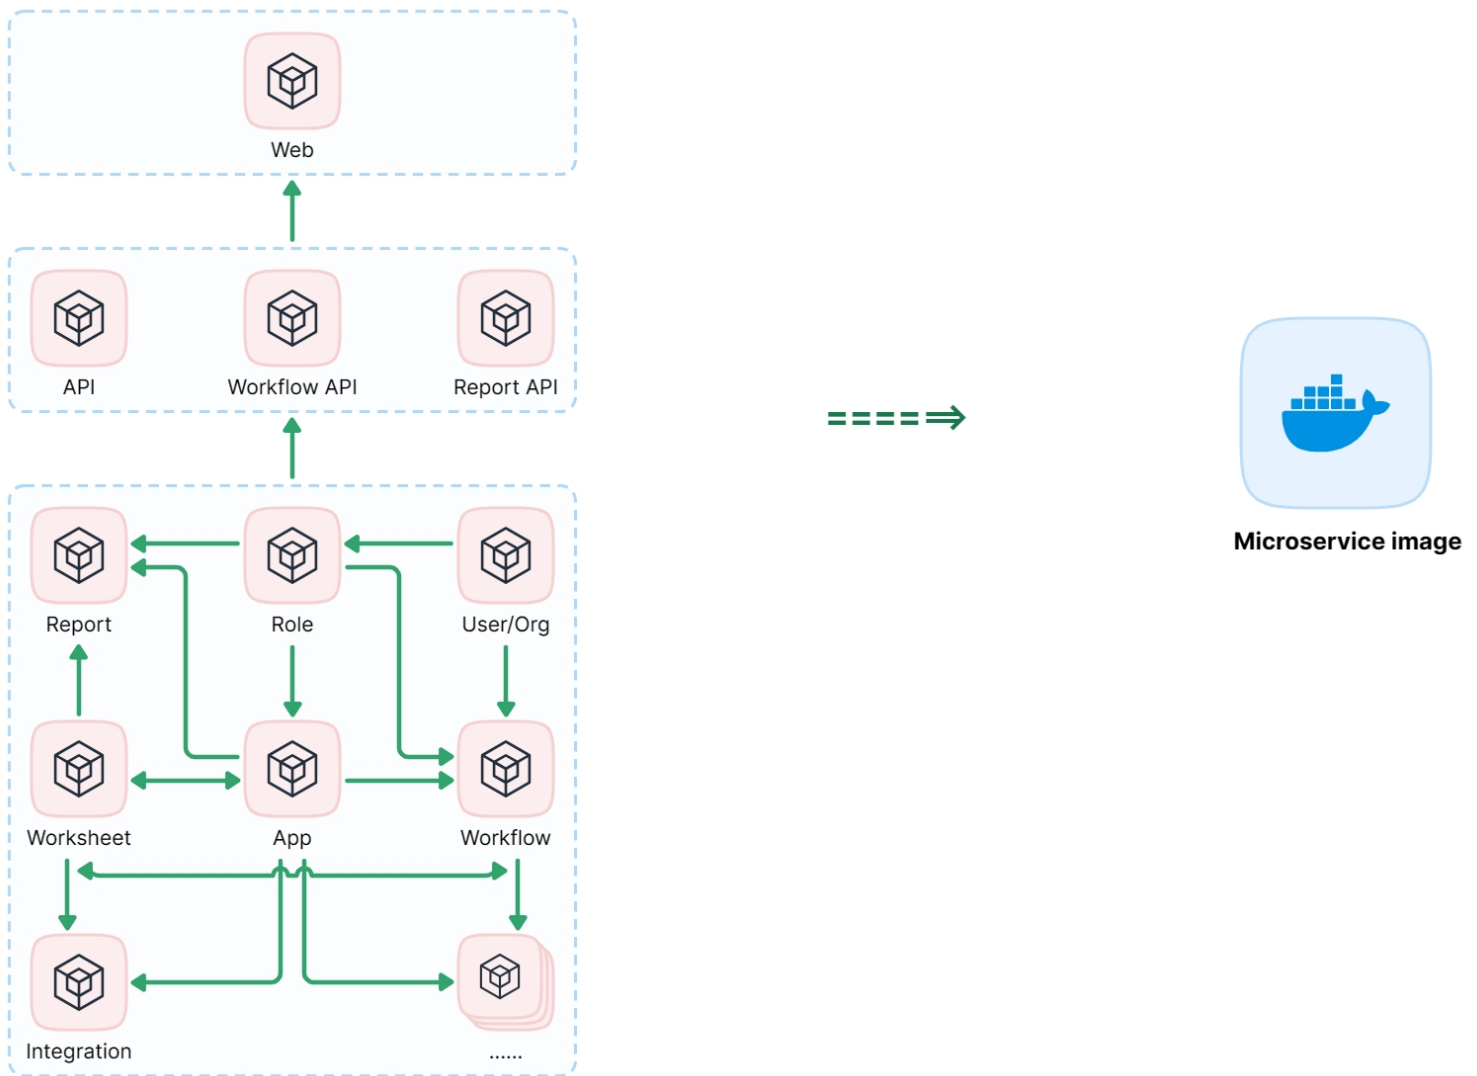 Web
API
Workflow API
Report API
Microservice image
Report
Role
User/Org
Worksheet
App
Workflow
Integration
......